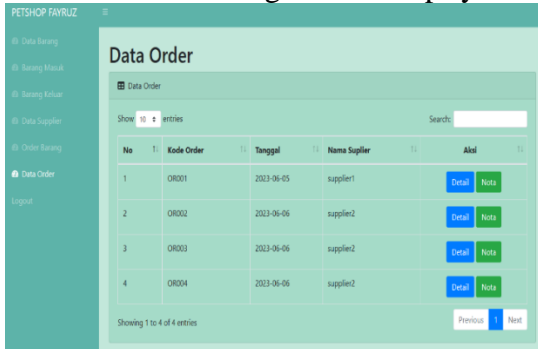 PETSHOP FAYRUZ
Data Barang
Barang Masuk
Barang Keluar
Data Supplier
Order Barang
Data Order
Logout
Data Order
Data Order
Show 10 entries Search:
No Kode Order Tanggal Nama Suplier Aksi
1 OR001 2023-06-05 supplier1 Detail Nota
2 OR002 2023-06-06 supplier2 Detail Nota
3 OR003 2023-06-06 supplier2 Detail Nota
4 OR004 2023-06-06 supplier2 Detail Nota
Showing 1 to 4 of 4 entries Previous 1 Next